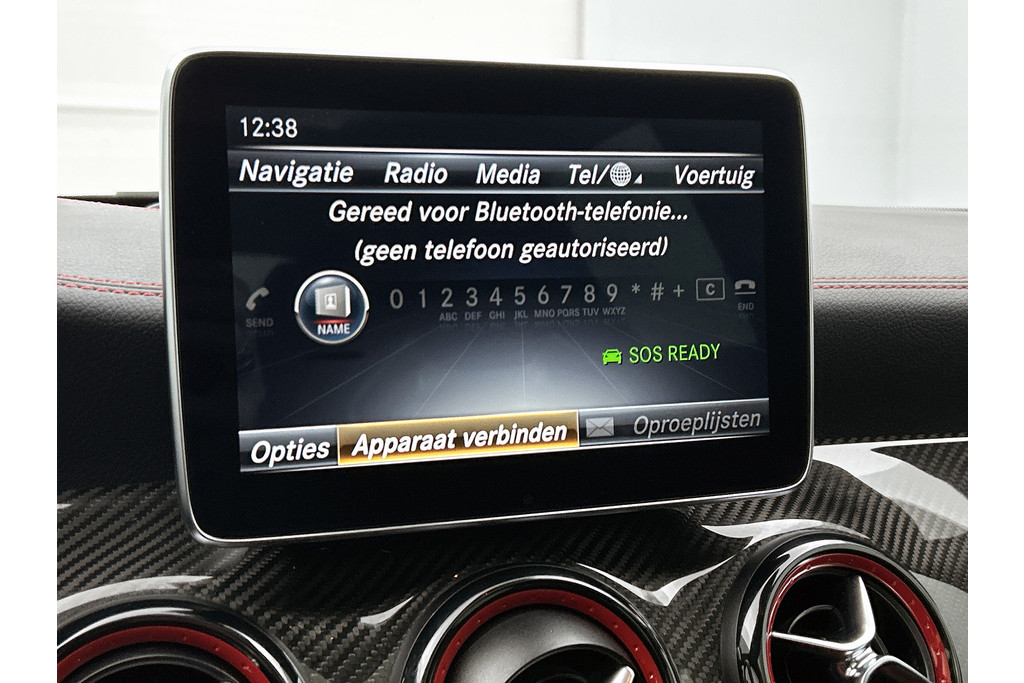 12:38
Navigatie Radio Media Tel/ Voertuig
Gereed voor Bluetooth-telefonie...
(geen telefoon geautoriseerd)
0 1 2 3 4 5 6 7 8 9 * # + C
SEND NAME ABC DEF GHI JKL MNO PQRS TUV WXYZ END
SOS READY
Opties Apparaat verbinden Oproeplijsten